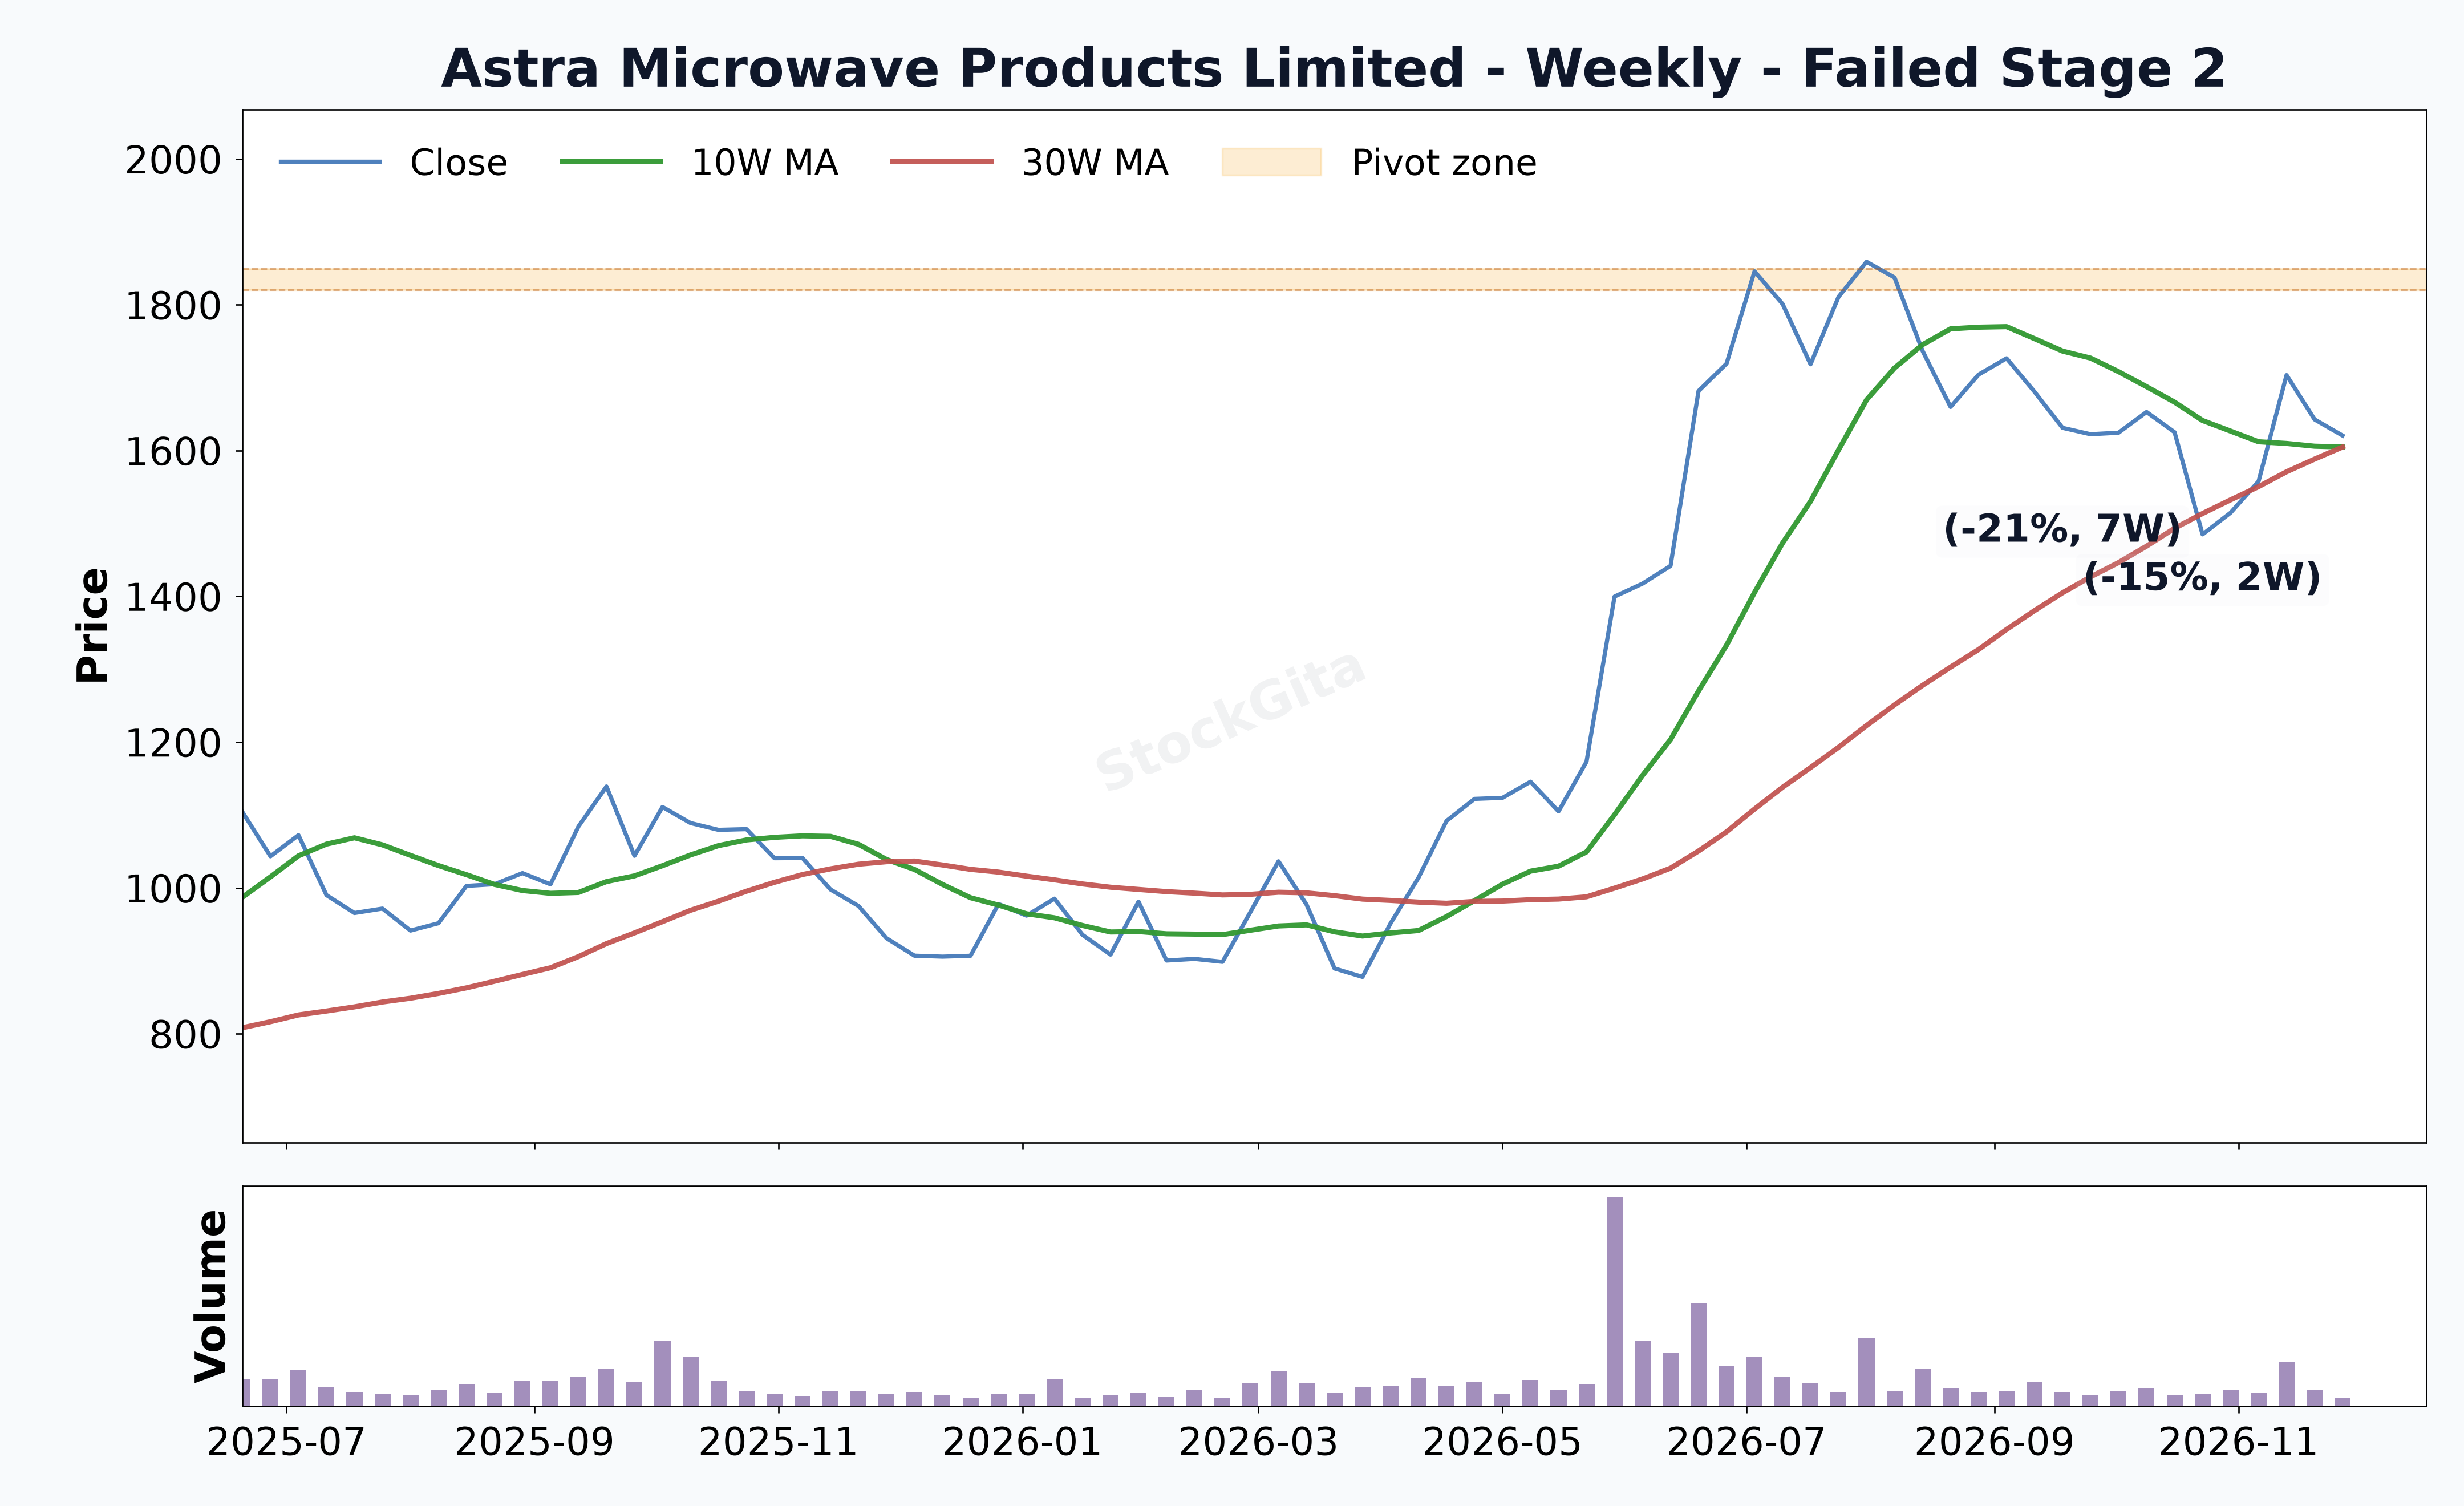 Astra Microwave Products Limited - Weekly - Failed Stage 2
Close
10W MA
30W MA
Pivot zone
2000
1800
1600
1400
1200
1000
800
Price
(-21%, 7W)
(-15%, 2W)
StockGita
Volume
2025-07
2025-09
2025-11
2026-01
2026-03
2026-05
2026-07
2026-09
2026-11